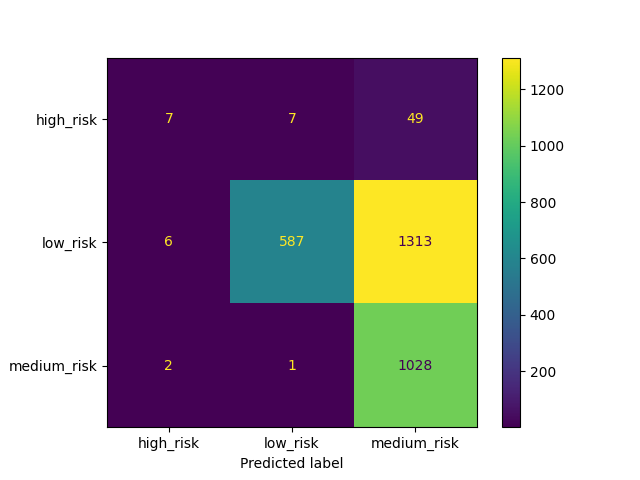 high_risk 7 7 49
low_risk 6 587 1313
medium_risk 2 1 1028
high_risk low_risk medium_risk
Predicted label
1200
1000
800
600
400
200